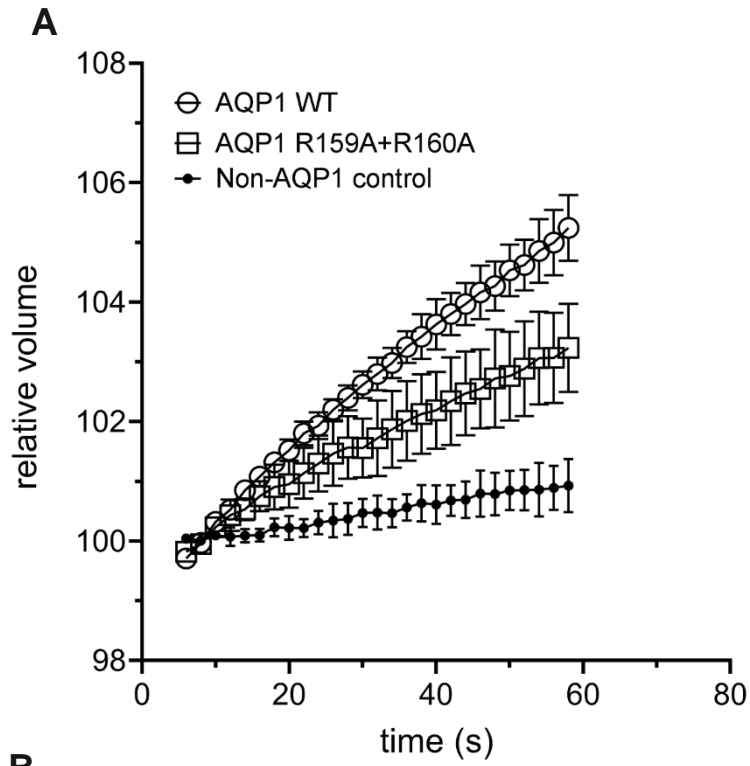 A
108
106
104
102
100
98
relative volume
AQP1 WT
AQP1 R159A+R160A
Non-AQP1 control
0
20
40
60
80
time (s)
B